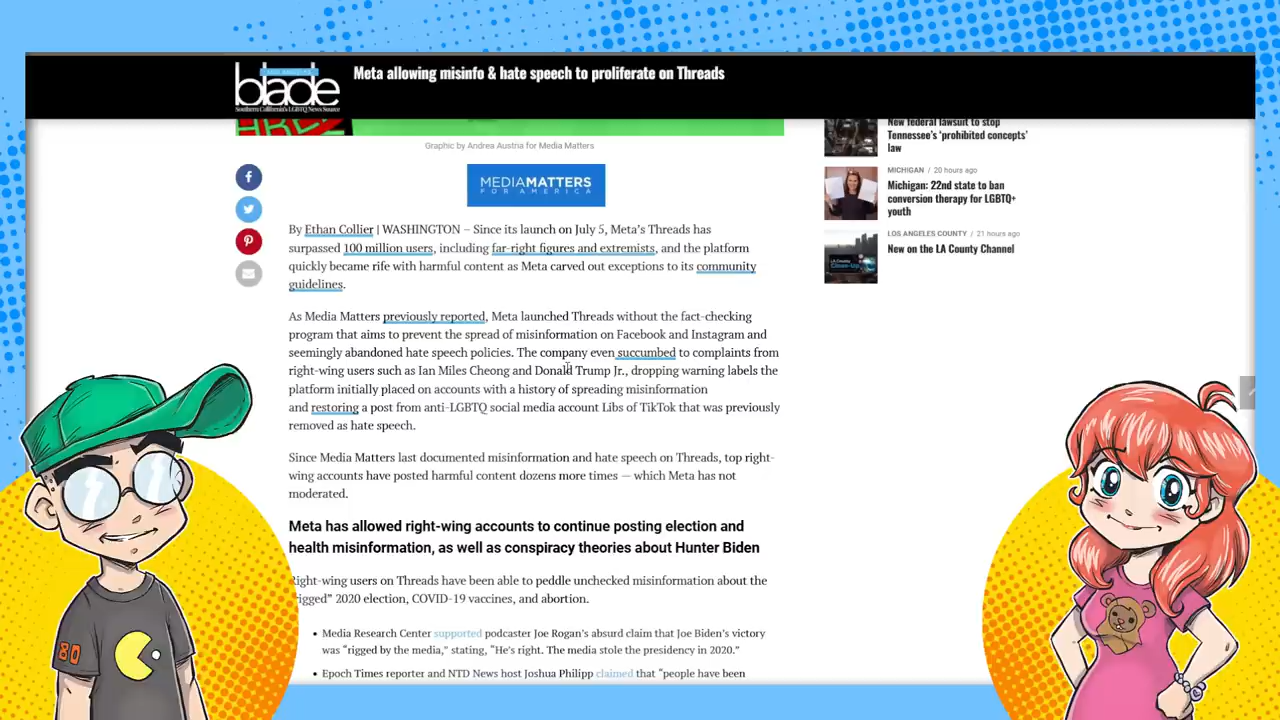 LOS ANGELES
blade
Southern California's LGBTQ News Source
Meta allowing misinfo & hate speech to proliferate on Threads
Graphic by Andrea Austria for Media Matters
MEDIAMATTERS
FOR AMERICA
By Ethan Collier | WASHINGTON – Since its launch on July 5, Meta's Threads has
surpassed 100 million users, including far-right figures and extremists, and the platform
quickly became rife with harmful content as Meta carved out exceptions to its community
guidelines.
As Media Matters previously reported, Meta launched Threads without the fact-checking
program that aims to prevent the spread of misinformation on Facebook and Instagram and
seemingly abandoned hate speech policies. The company even succumbed to complaints from
right-wing users such as Ian Miles Cheong and Donald Trump Jr., dropping warning labels the
platform initially placed on accounts with a history of spreading misinformation
and restoring a post from anti-LGBTQ social media account Libs of TikTok that was previously
removed as hate speech.
Since Media Matters last documented misinformation and hate speech on Threads, top right-
wing accounts have posted harmful content dozens more times — which Meta has not
moderated.
Meta has allowed right-wing accounts to continue posting election and
health misinformation, as well as conspiracy theories about Hunter Biden
Right-wing users on Threads have been able to peddle unchecked misinformation about the
"rigged" 2020 election, COVID-19 vaccines, and abortion.
• Media Research Center supported podcaster Joe Rogan's absurd claim that Joe Biden's victory
was "rigged by the media," stating, "He's right. The media stole the presidency in 2020."
• Epoch Times reporter and NTD News host Joshua Philipp claimed that "people have been
New federal lawsuit to stop
Tennessee's 'prohibited concepts'
law
MICHIGAN / 20 hours ago
Michigan: 22nd state to ban
conversion therapy for LGBTQ+
youth
LOS ANGELES COUNTY / 21 hours ago
New on the LA County Channel
80